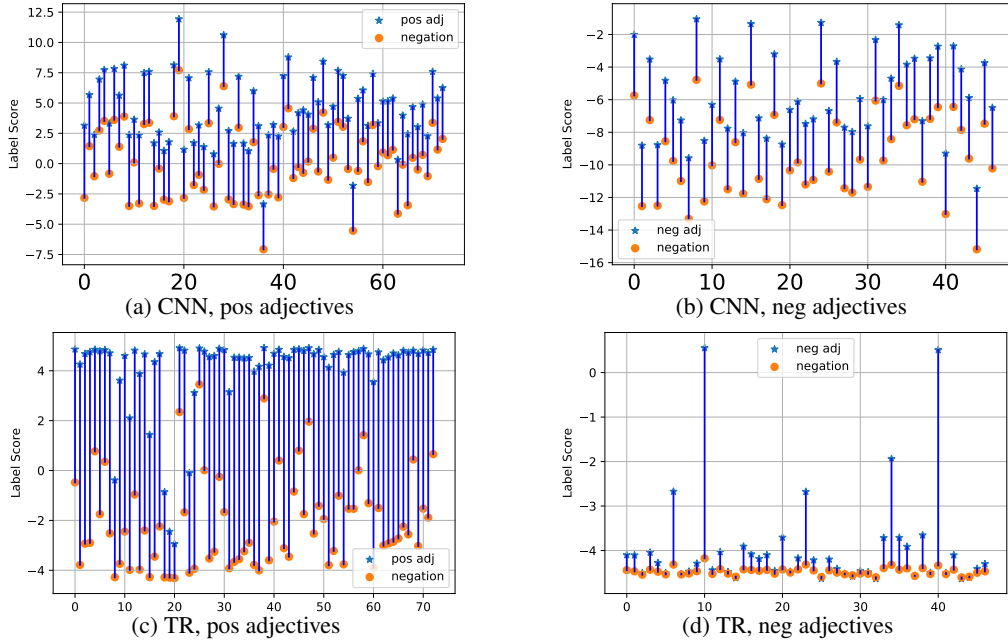 12.5
10.0
7.5
5.0
2.5
0.0
−2.5
−5.0
−7.5
Label Score
pos adj
negation
0 20 40 60
(a) CNN, pos adjectives
−2
−4
−6
−8
−10
−12
−14
−16
Label Score
neg adj
negation
0 10 20 30 40
(b) CNN, neg adjectives
4
2
0
−2
−4
Label Score
pos adj
negation
0 10 20 30 40 50 60 70
(c) TR, pos adjectives
0
−1
−2
−3
−4
Label Score
neg adj
negation
0 10 20 30 40
(d) TR, neg adjectives